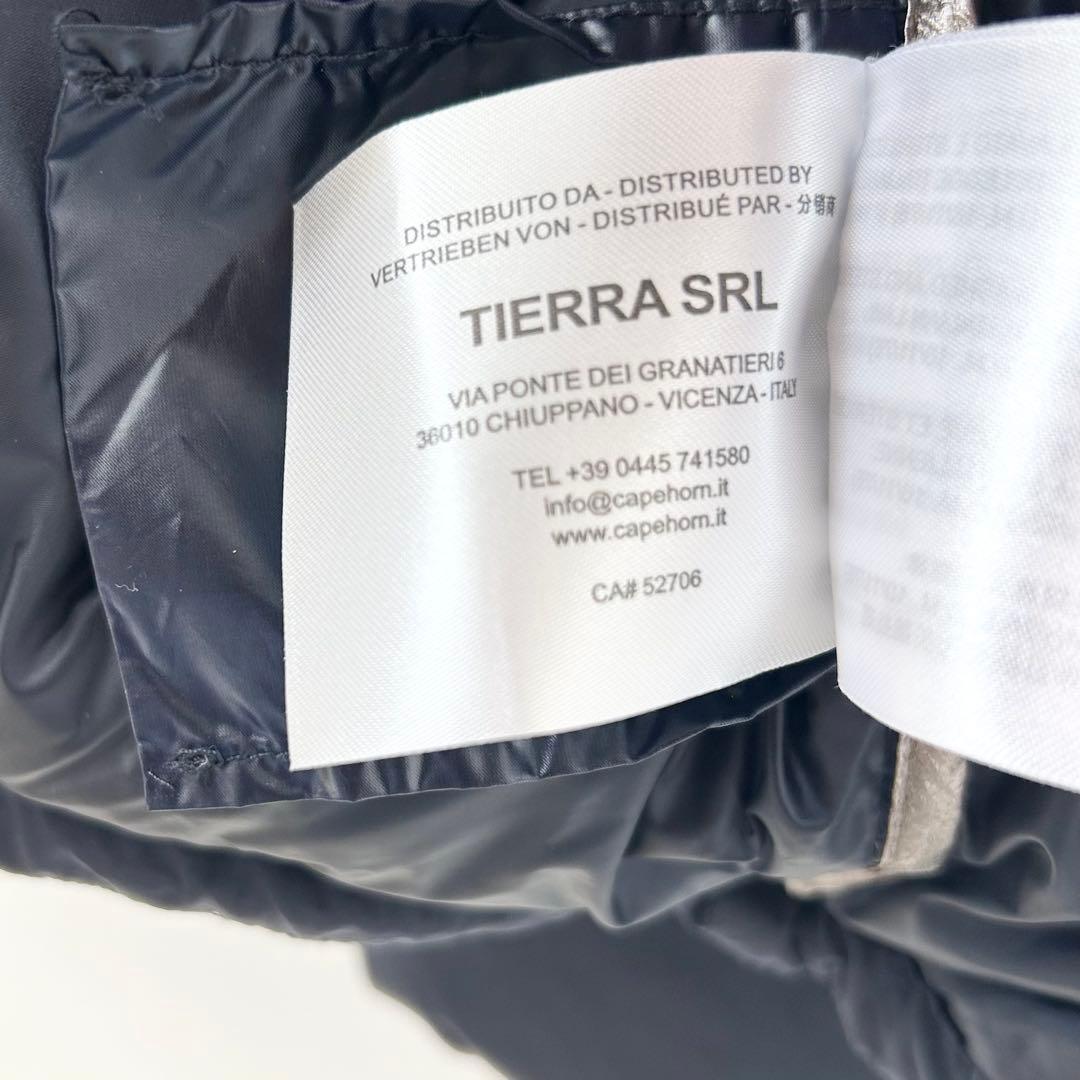 DISTRIBUITO DA - DISTRIBUTED BY
VERTRIEBEN VON - DISTRIBUÉ PAR - 分销商
TIERRA SRL
VIA PONTE DEI GRANATIERI 6
36010 CHIUPPANO - VICENZA - ITALY
TEL +39 0445 741580
info@capehorn.it
www.capehorn.it
CA# 52706